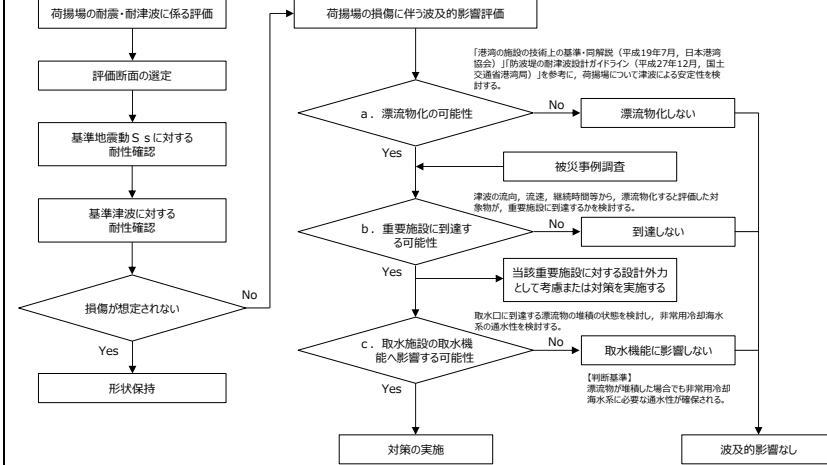 荷揚場の耐震・耐津波に係る評価
評価断面の選定
基準地震動Ｓｓに対する
耐性確認
基準津波に対する
耐性確認
損傷が想定されない
No
Yes
形状保持
荷揚場の損傷に伴う波及的影響評価
「港湾の施設の技術上の基準・同解説（平成19年7月，日本港湾
協会）」「防波堤の耐津波設計ガイドライン（平成27年12月，国土
交通省港湾局）」を参考に，荷揚場について津波による安定性を検
討する。
a．漂流物化の可能性
No
漂流物化しない
Yes
被災事例調査
津波の流向，流速，継続時間等から，漂流物化すると評価した対
象物が，重要施設に到達するかを検討する。
b．重要施設に到達す
る可能性
No
到達しない
Yes
当該重要施設に対する設計外力
として考慮または対策を実施する
取水口に到達する漂流物の堆積の状態を検討し，非常用冷却海水
系の通水性を検討する。
c．取水施設の取水機
能へ影響する可能性
No
取水機能に影響しない
Yes
【判断基準】
漂流物が堆積した場合でも非常用冷却
海水系に必要な通水性が確保される。
対策の実施
波及的影響なし